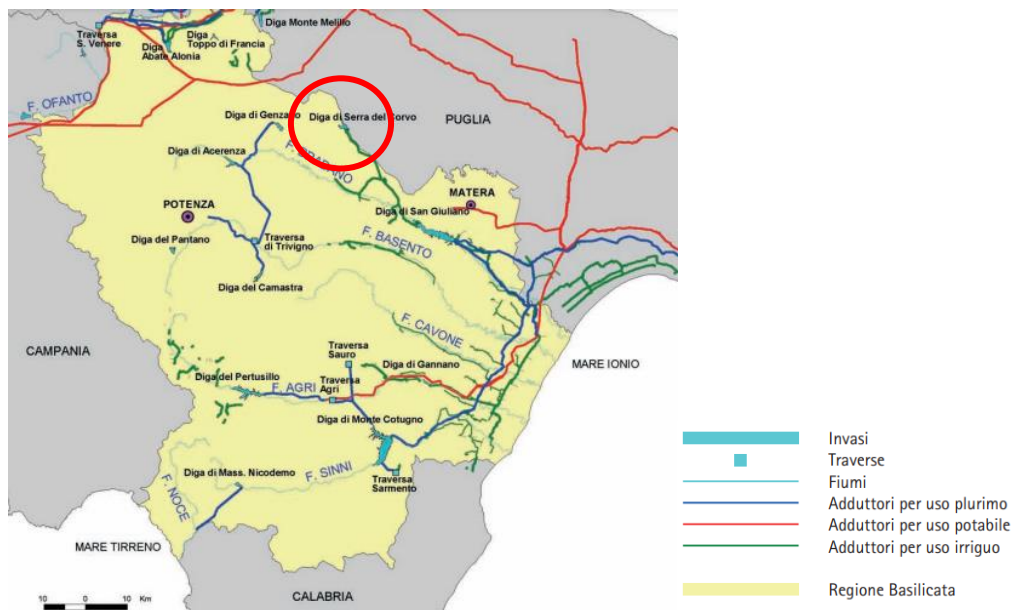 Diga Monte Melillo
Traversa
S. Venere
Diga
Toppo di Francia
Diga
Abate Alonia
F. OFANTO
Diga di Genzano
Diga di Serra del Corvo
PUGLIA
Diga di Acerenza
F. BRADANO
MATERA
POTENZA
Diga di San Giuliano
Diga del Pantano
Traversa
di Trivigno
F. BASENTO
Diga del Camastra
F. CAVONE
CAMPANIA
Traversa
Sauro
Diga di Gannano
MARE IONIO
Diga del Pertusillo
F. AGRI
Traversa
Agri
Diga di Monte Cotugno
Diga di Mass. Nicodemo
F. SINNI
Traversa
Sarmento
F. NOCE
MARE TIRRENO
CALABRIA
10 0 10 Km
Invasi
Traverse
Fiumi
Adduttori per uso plurimo
Adduttori per uso potabile
Adduttori per uso irriguo
Regione Basilicata